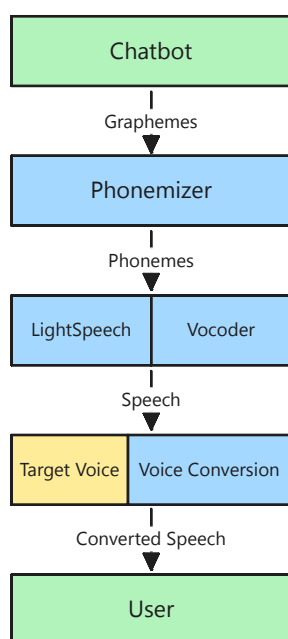 Chatbot
Graphemes
Phonemizer
Phonemes
LightSpeech Vocoder
Speech
Target Voice Voice Conversion
Converted Speech
User